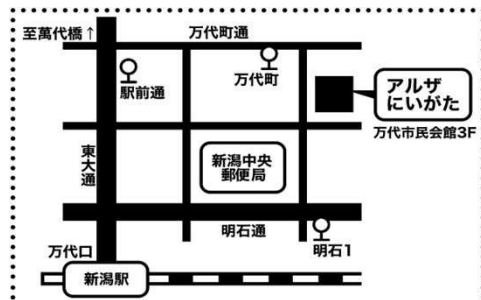 至萬代橋↑
万代町通
駅前通
万代町
アルザ
にいがた
万代市民会館3F
東大通
新潟中央
郵便局
明石通
明石1
万代口
新潟駅